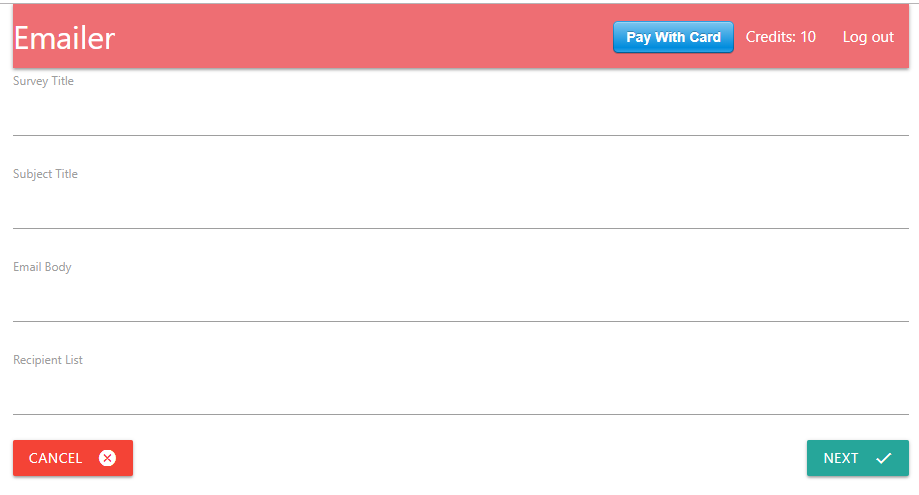 Emailer
Pay With Card
Credits: 10
Log out
Survey Title
Subject Title
Email Body
Recipient List
CANCEL
NEXT